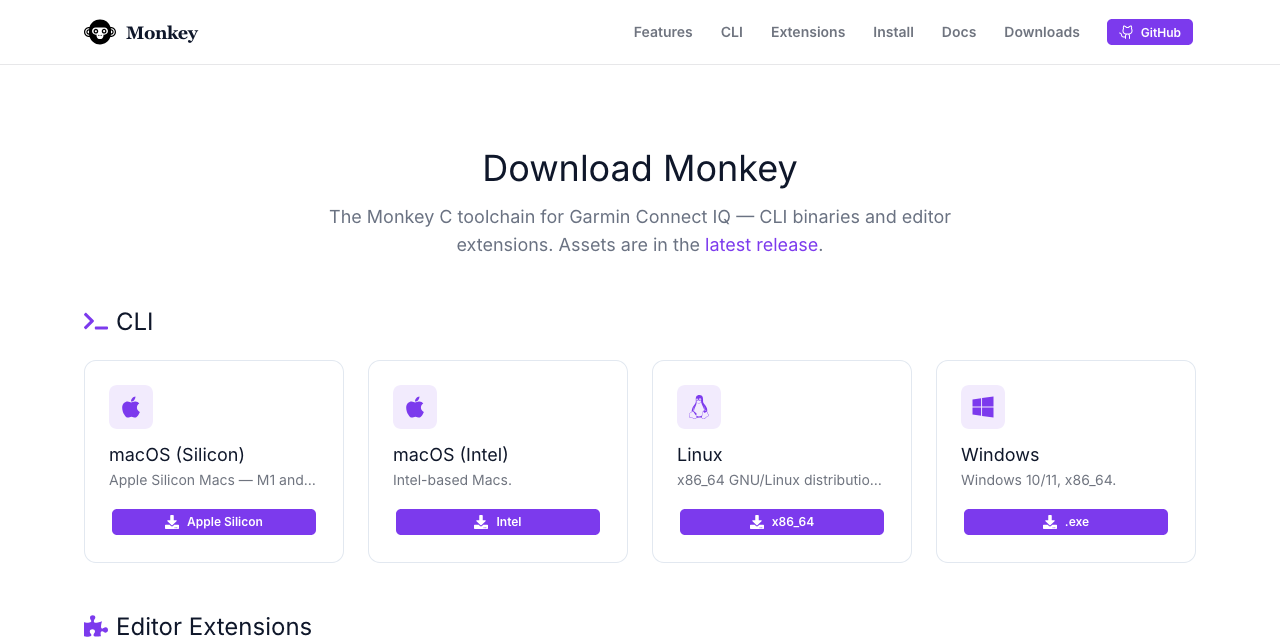 Monkey
Features CLI Extensions Install Docs Downloads GitHub
Download Monkey
The Monkey C toolchain for Garmin Connect IQ — CLI binaries and editor
extensions. Assets are in the latest release.
CLI
macOS (Silicon)
Apple Silicon Macs — M1 and...
Apple Silicon
macOS (Intel)
Intel-based Macs.
Intel
Linux
x86_64 GNU/Linux distributio...
x86_64
Windows
Windows 10/11, x86_64.
.exe
Editor Extensions